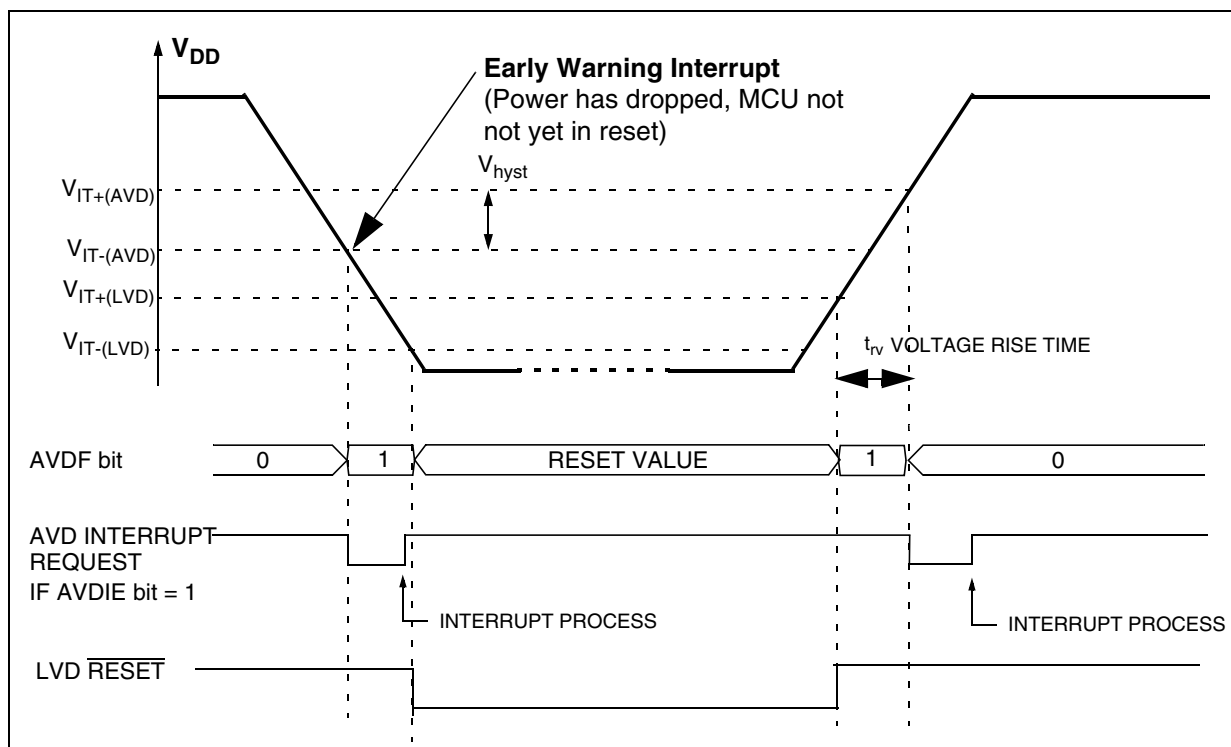 VDD
Early Warning Interrupt
(Power has dropped, MCU not
not yet in reset)
Vhyst
VIT+(AVD)
VIT-(AVD)
VIT+(LVD)
VIT-(LVD)
trv VOLTAGE RISE TIME
AVDF bit
0
1
RESET VALUE
1
0
AVD INTERRUPT
REQUEST
IF AVDIE bit = 1
INTERRUPT PROCESS
INTERRUPT PROCESS
LVD RESET